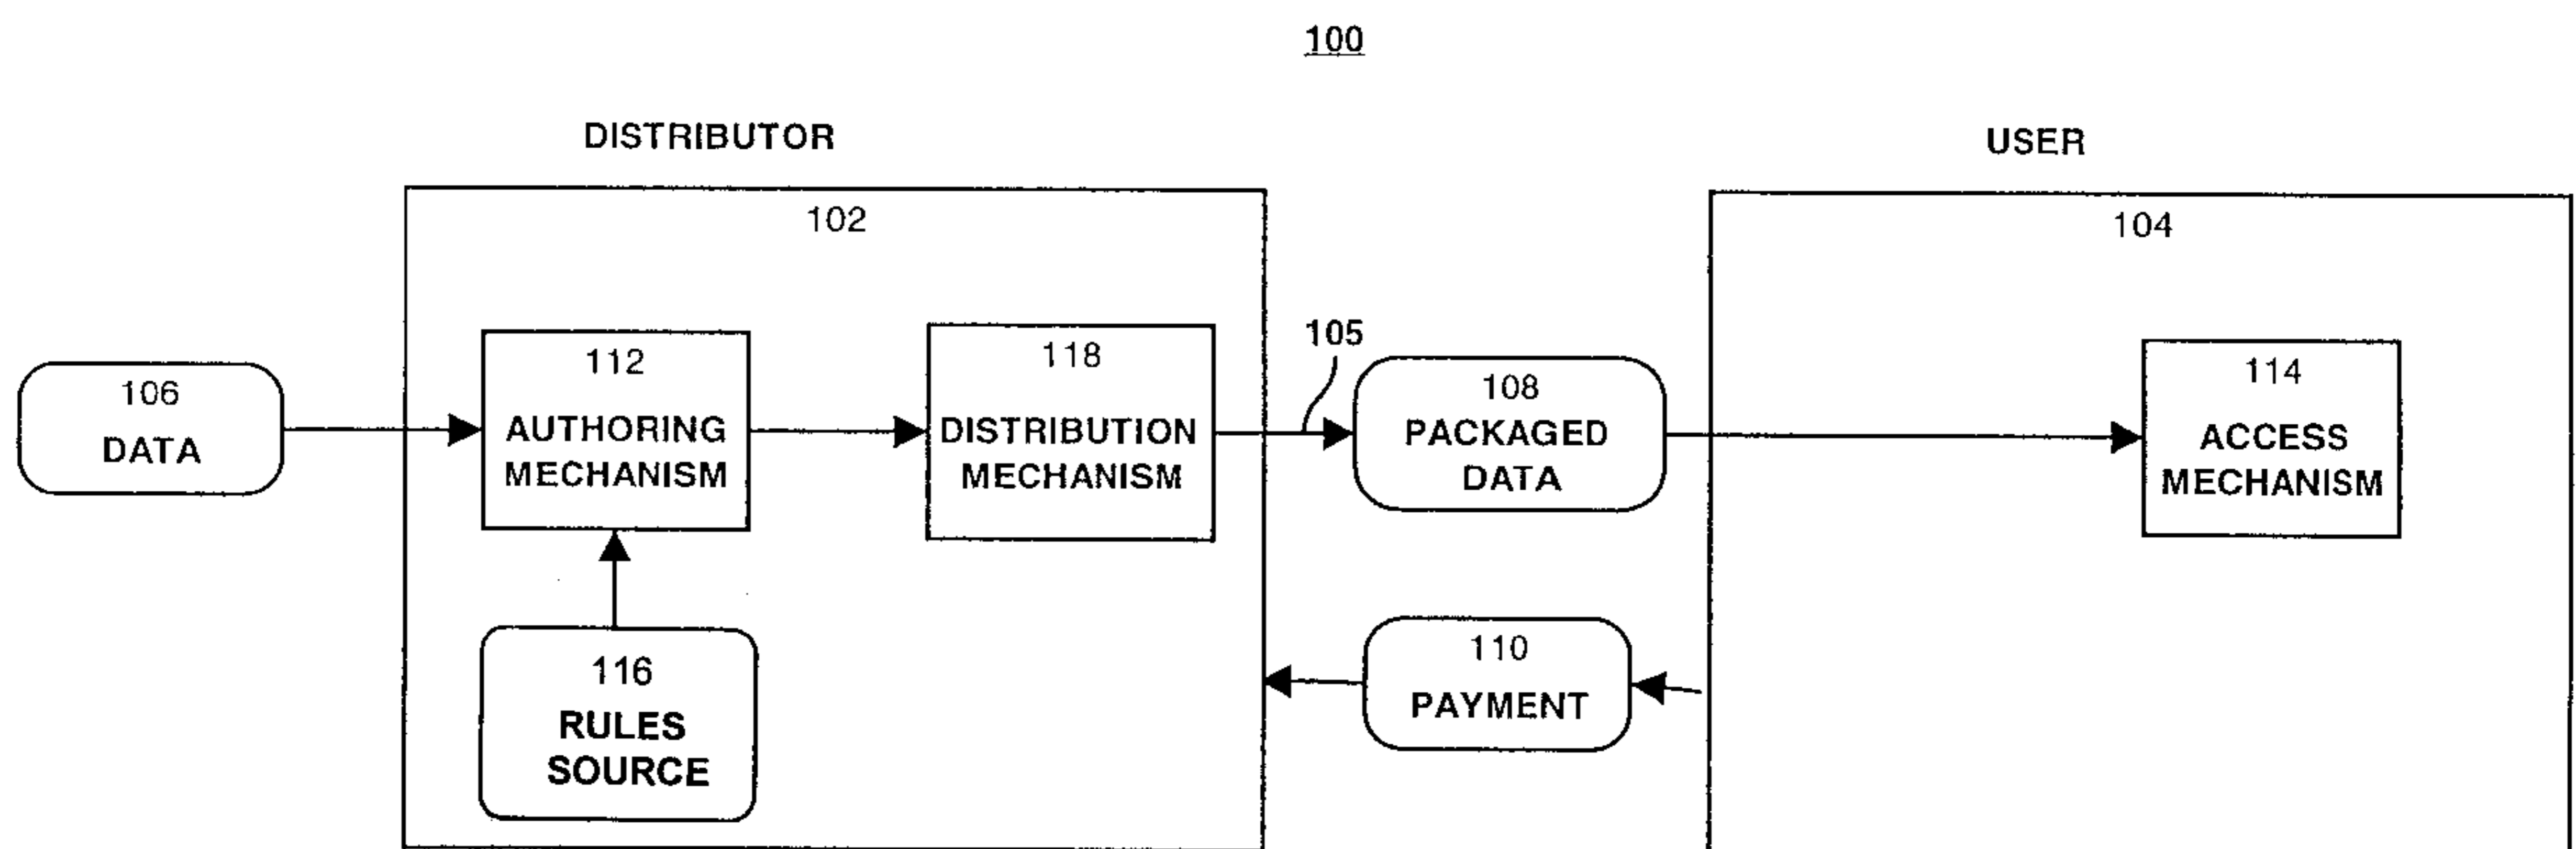 100
DISTRIBUTOR
USER
102
104
106
DATA
112
AUTHORING
MECHANISM
118
DISTRIBUTION
MECHANISM
105
108
PACKAGED
DATA
114
ACCESS
MECHANISM
116
RULES
SOURCE
110
PAYMENT